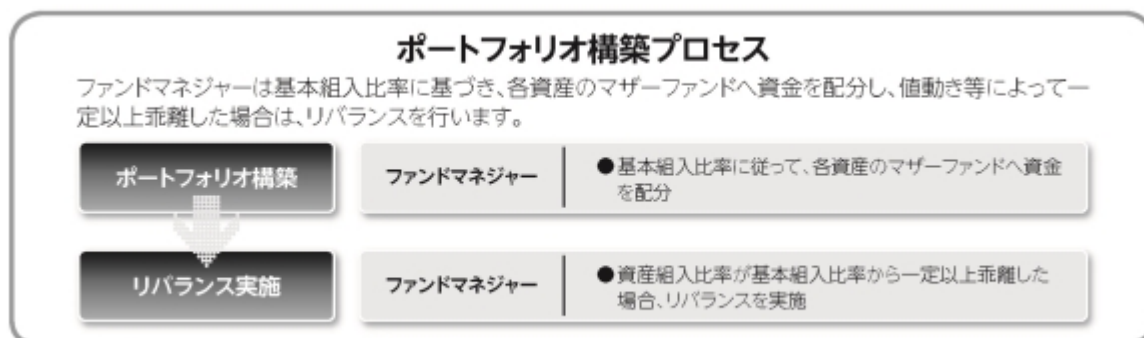 ポートフォリオ構築プロセス
ファンドマネジャーは基本組入比率に基づき、各資産のマザーファンドへ資金を配分し、値動き等によって一
定以上乖離した場合は、リバランスを行います。
ポートフォリオ構築
ファンドマネジャー
●基本組入比率に従って、各資産のマザーファンドへ資金
を配分
リバランス実施
ファンドマネジャー
●資産組入比率が基本組入比率から一定以上乖離した
場合、リバランスを実施